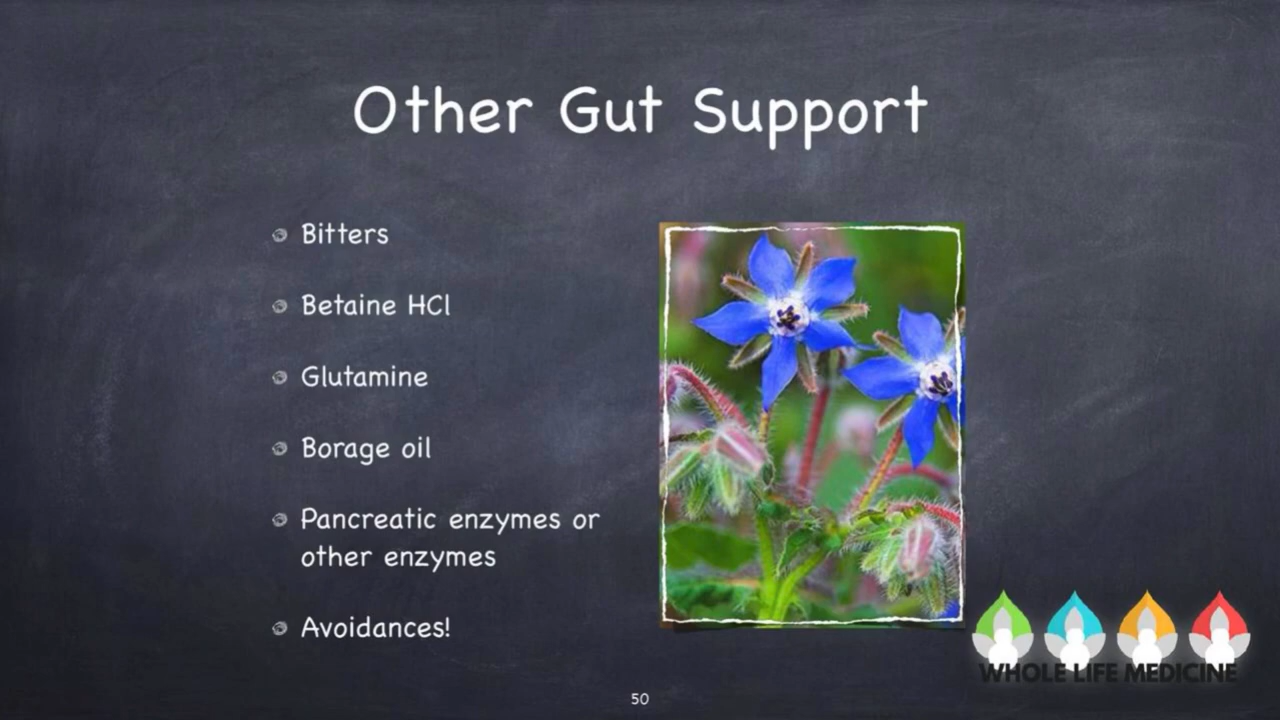 Other Gut Support
Bitters
Betaine HCl
Glutamine
Borage oil
Pancreatic enzymes or
other enzymes
Avoidances!
WHOLE LIFE MEDICINE
50